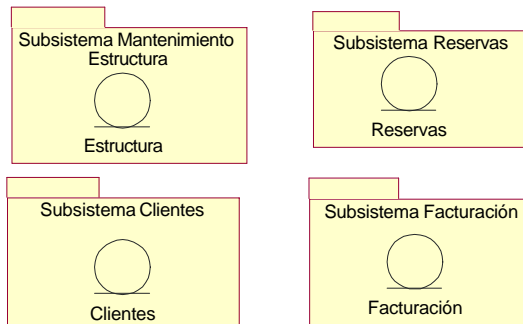 Subsistema Mantenimiento
Estructura
Estructura
Subsistema Reservas
Reservas
Subsistema Clientes
Clientes
Subsistema Facturación
Facturación